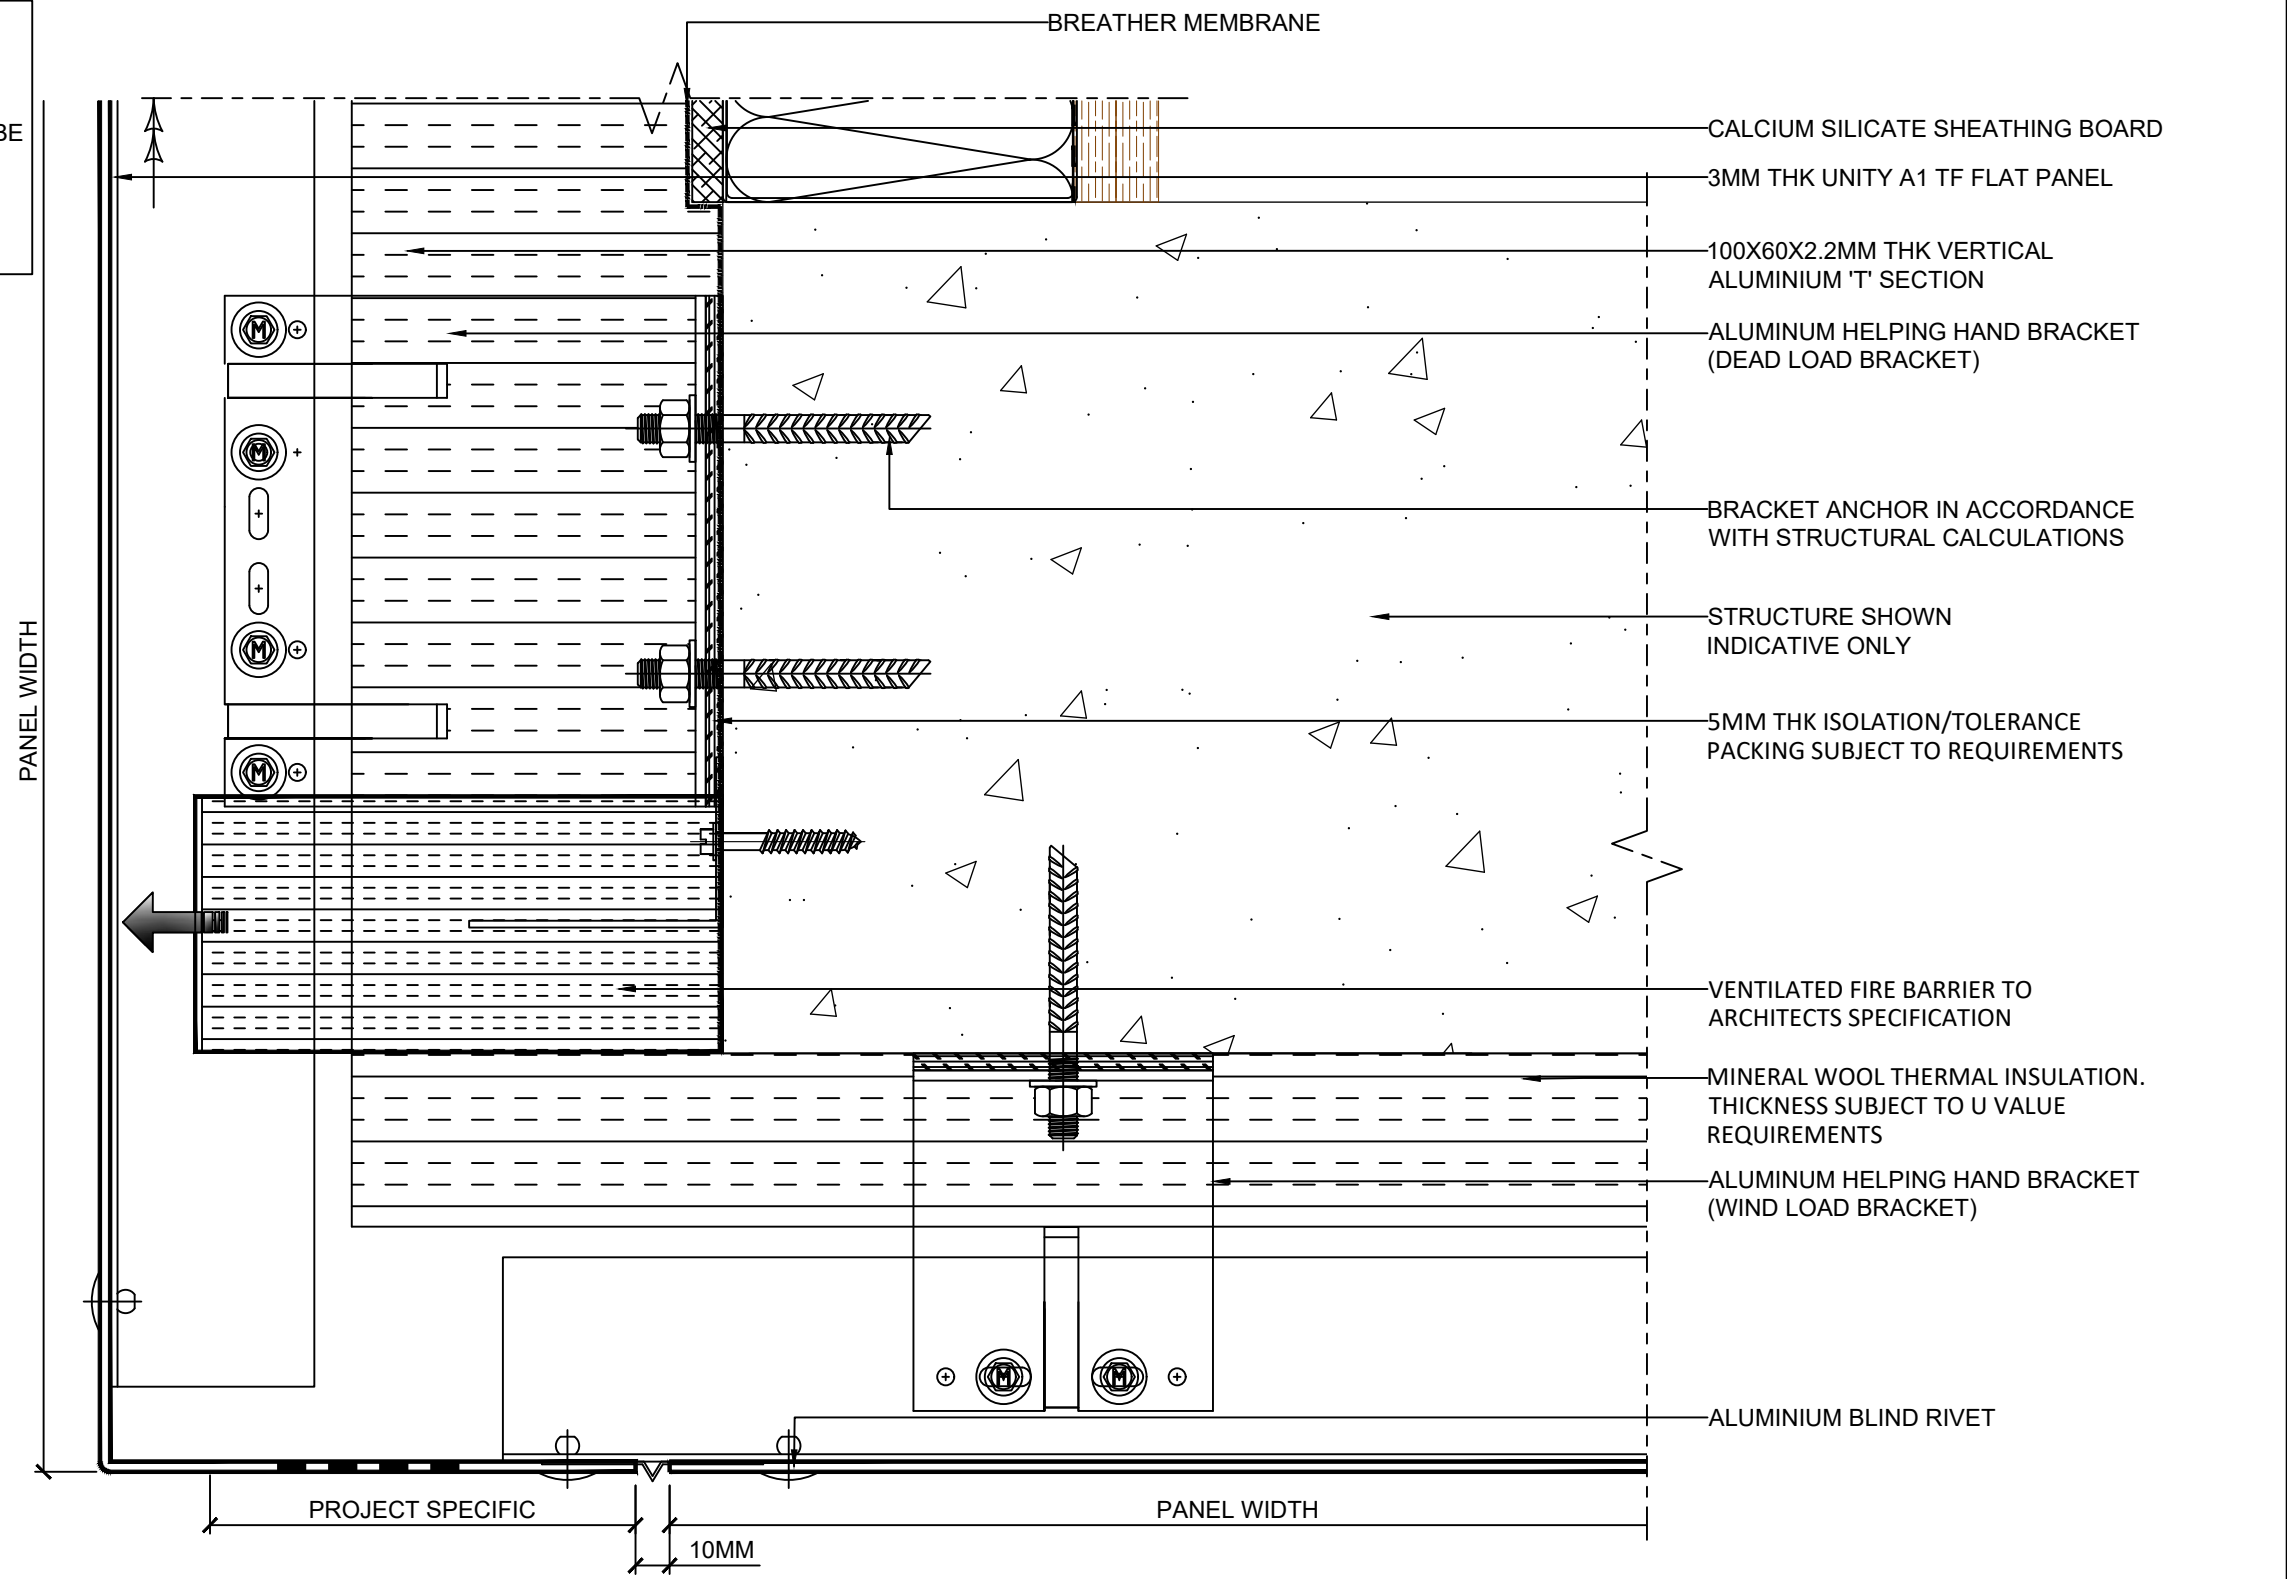 BREATHER MEMBRANE
BE
CALCIUM SILICATE SHEATHING BOARD
3MM THK UNITY A1 TF FLAT PANEL
100X60X2.2MM THK VERTICAL
ALUMINIUM 'T' SECTION
ALUMINUM HELPING HAND BRACKET
(DEAD LOAD BRACKET)
BRACKET ANCHOR IN ACCORDANCE
WITH STRUCTURAL CALCULATIONS
STRUCTURE SHOWN
INDICATIVE ONLY
PANEL WIDTH
5MM THK ISOLATION/TOLERANCE
PACKING SUBJECT TO REQUIREMENTS
VENTILATED FIRE BARRIER TO
ARCHITECTS SPECIFICATION
MINERAL WOOL THERMAL INSULATION.
THICKNESS SUBJECT TO U VALUE
REQUIREMENTS
ALUMINUM HELPING HAND BRACKET
(WIND LOAD BRACKET)
ALUMINIUM BLIND RIVET
PROJECT SPECIFIC
PANEL WIDTH
10MM
M
M
M
M
M
M